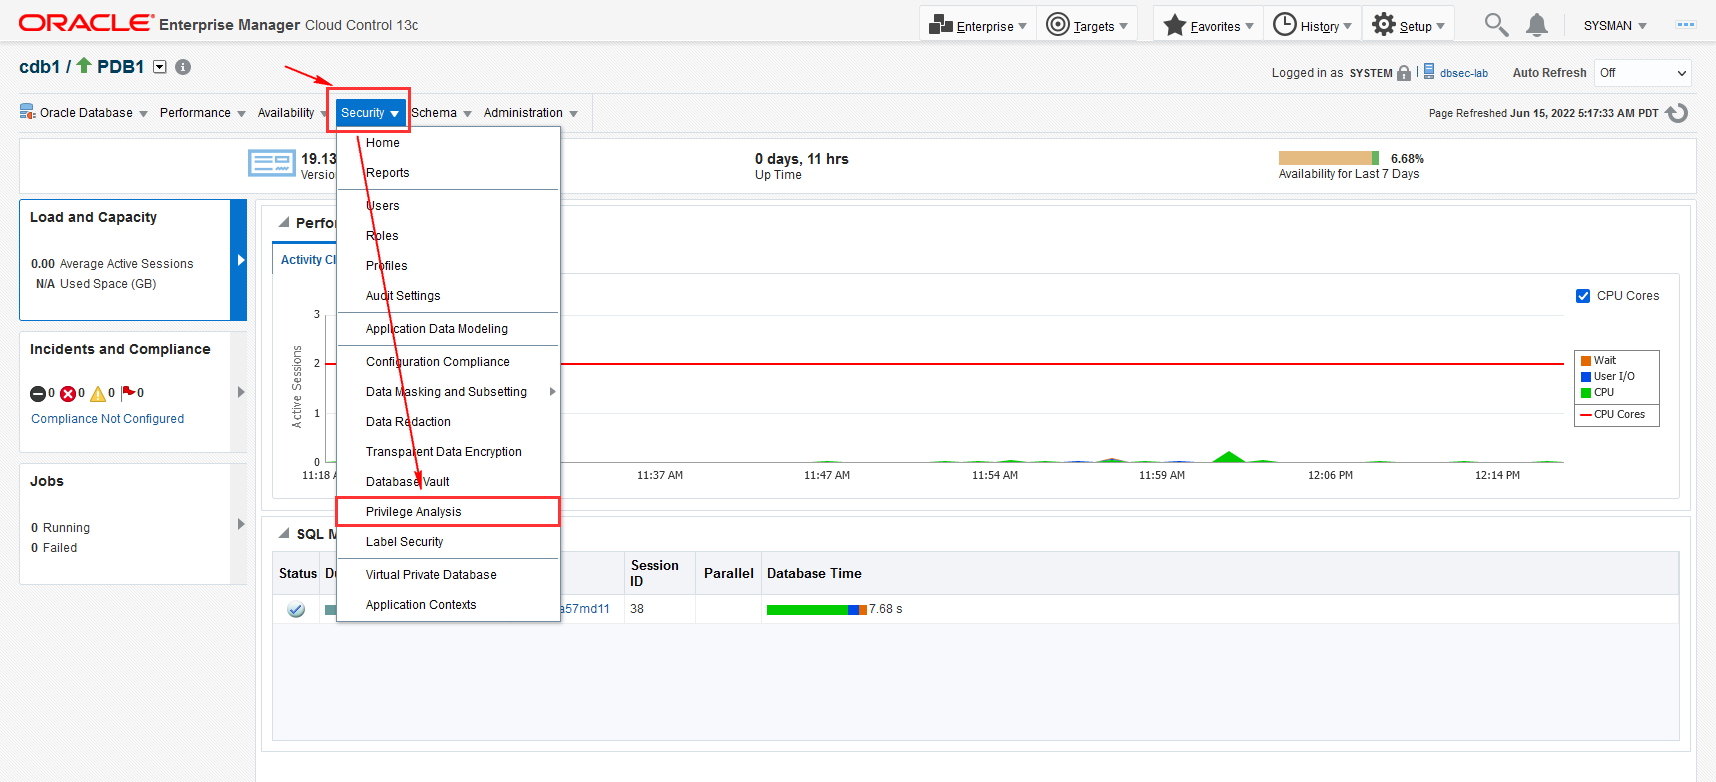 ORACLE Enterprise Manager Cloud Control 13c
Enterprise
Targets
Favorites
History
Setup
SYSMAN
cdb1 / PDB1
Logged in as SYSTEM
dbsec-lab
Auto Refresh
Off
Oracle Database
Performance
Availability
Security
Schema
Administration
Page Refreshed Jun 15, 2022 5:17:33 AM PDT
Home
Reports
Users
Roles
Profiles
Audit Settings
Application Data Modeling
Configuration Compliance
Data Masking and Subsetting
Data Redaction
Transparent Data Encryption
Database Vault
Privilege Analysis
Label Security
Virtual Private Database
Application Contexts
19.13
Versio
0 days, 11 hrs
Up Time
6.68%
Availability for Last 7 Days
Load and Capacity
0.00 Average Active Sessions
N/A Used Space (GB)
Incidents and Compliance
0 0 0 0
Compliance Not Configured
Jobs
0 Running
0 Failed
Perfo
Activity Cl
CPU Cores
Active Sessions
3
2
1
0
11:18 A
11:37 AM
11:47 AM
11:54 AM
11:59 AM
12:06 PM
12:14 PM
Wait
User I/O
CPU
CPU Cores
SQL M
Status
Du
Session ID
Parallel
Database Time
a57md11
38
7.68 s